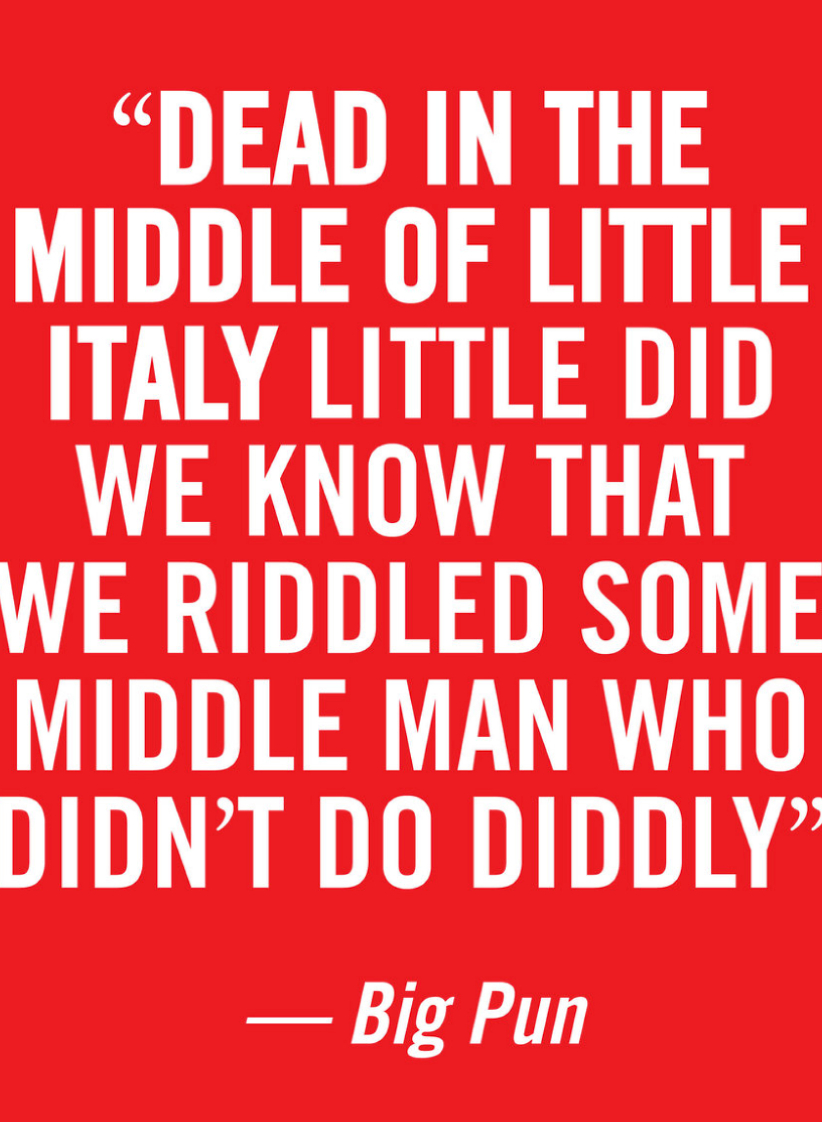 “DEAD IN THE
MIDDLE OF LITTLE
ITALY LITTLE DID
WE KNOW THAT
WE RIDDLED SOME
MIDDLE MAN WHO
DIDN’T DO DIDDLY”
— Big Pun